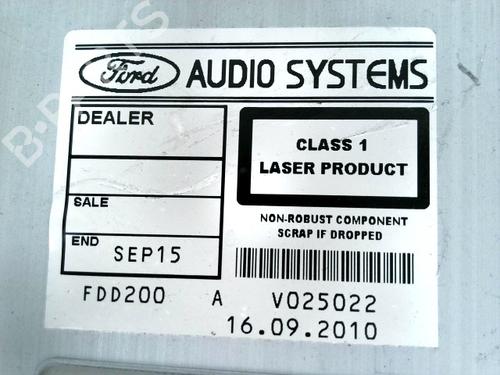 Ford AUDIO SYSTEMS
DEALER
CLASS 1
LASER PRODUCT
SALE
NON-ROBUST COMPONENT
SCRAP IF DROPPED
END SEP15
FDD200 A V025022
16.09.2010